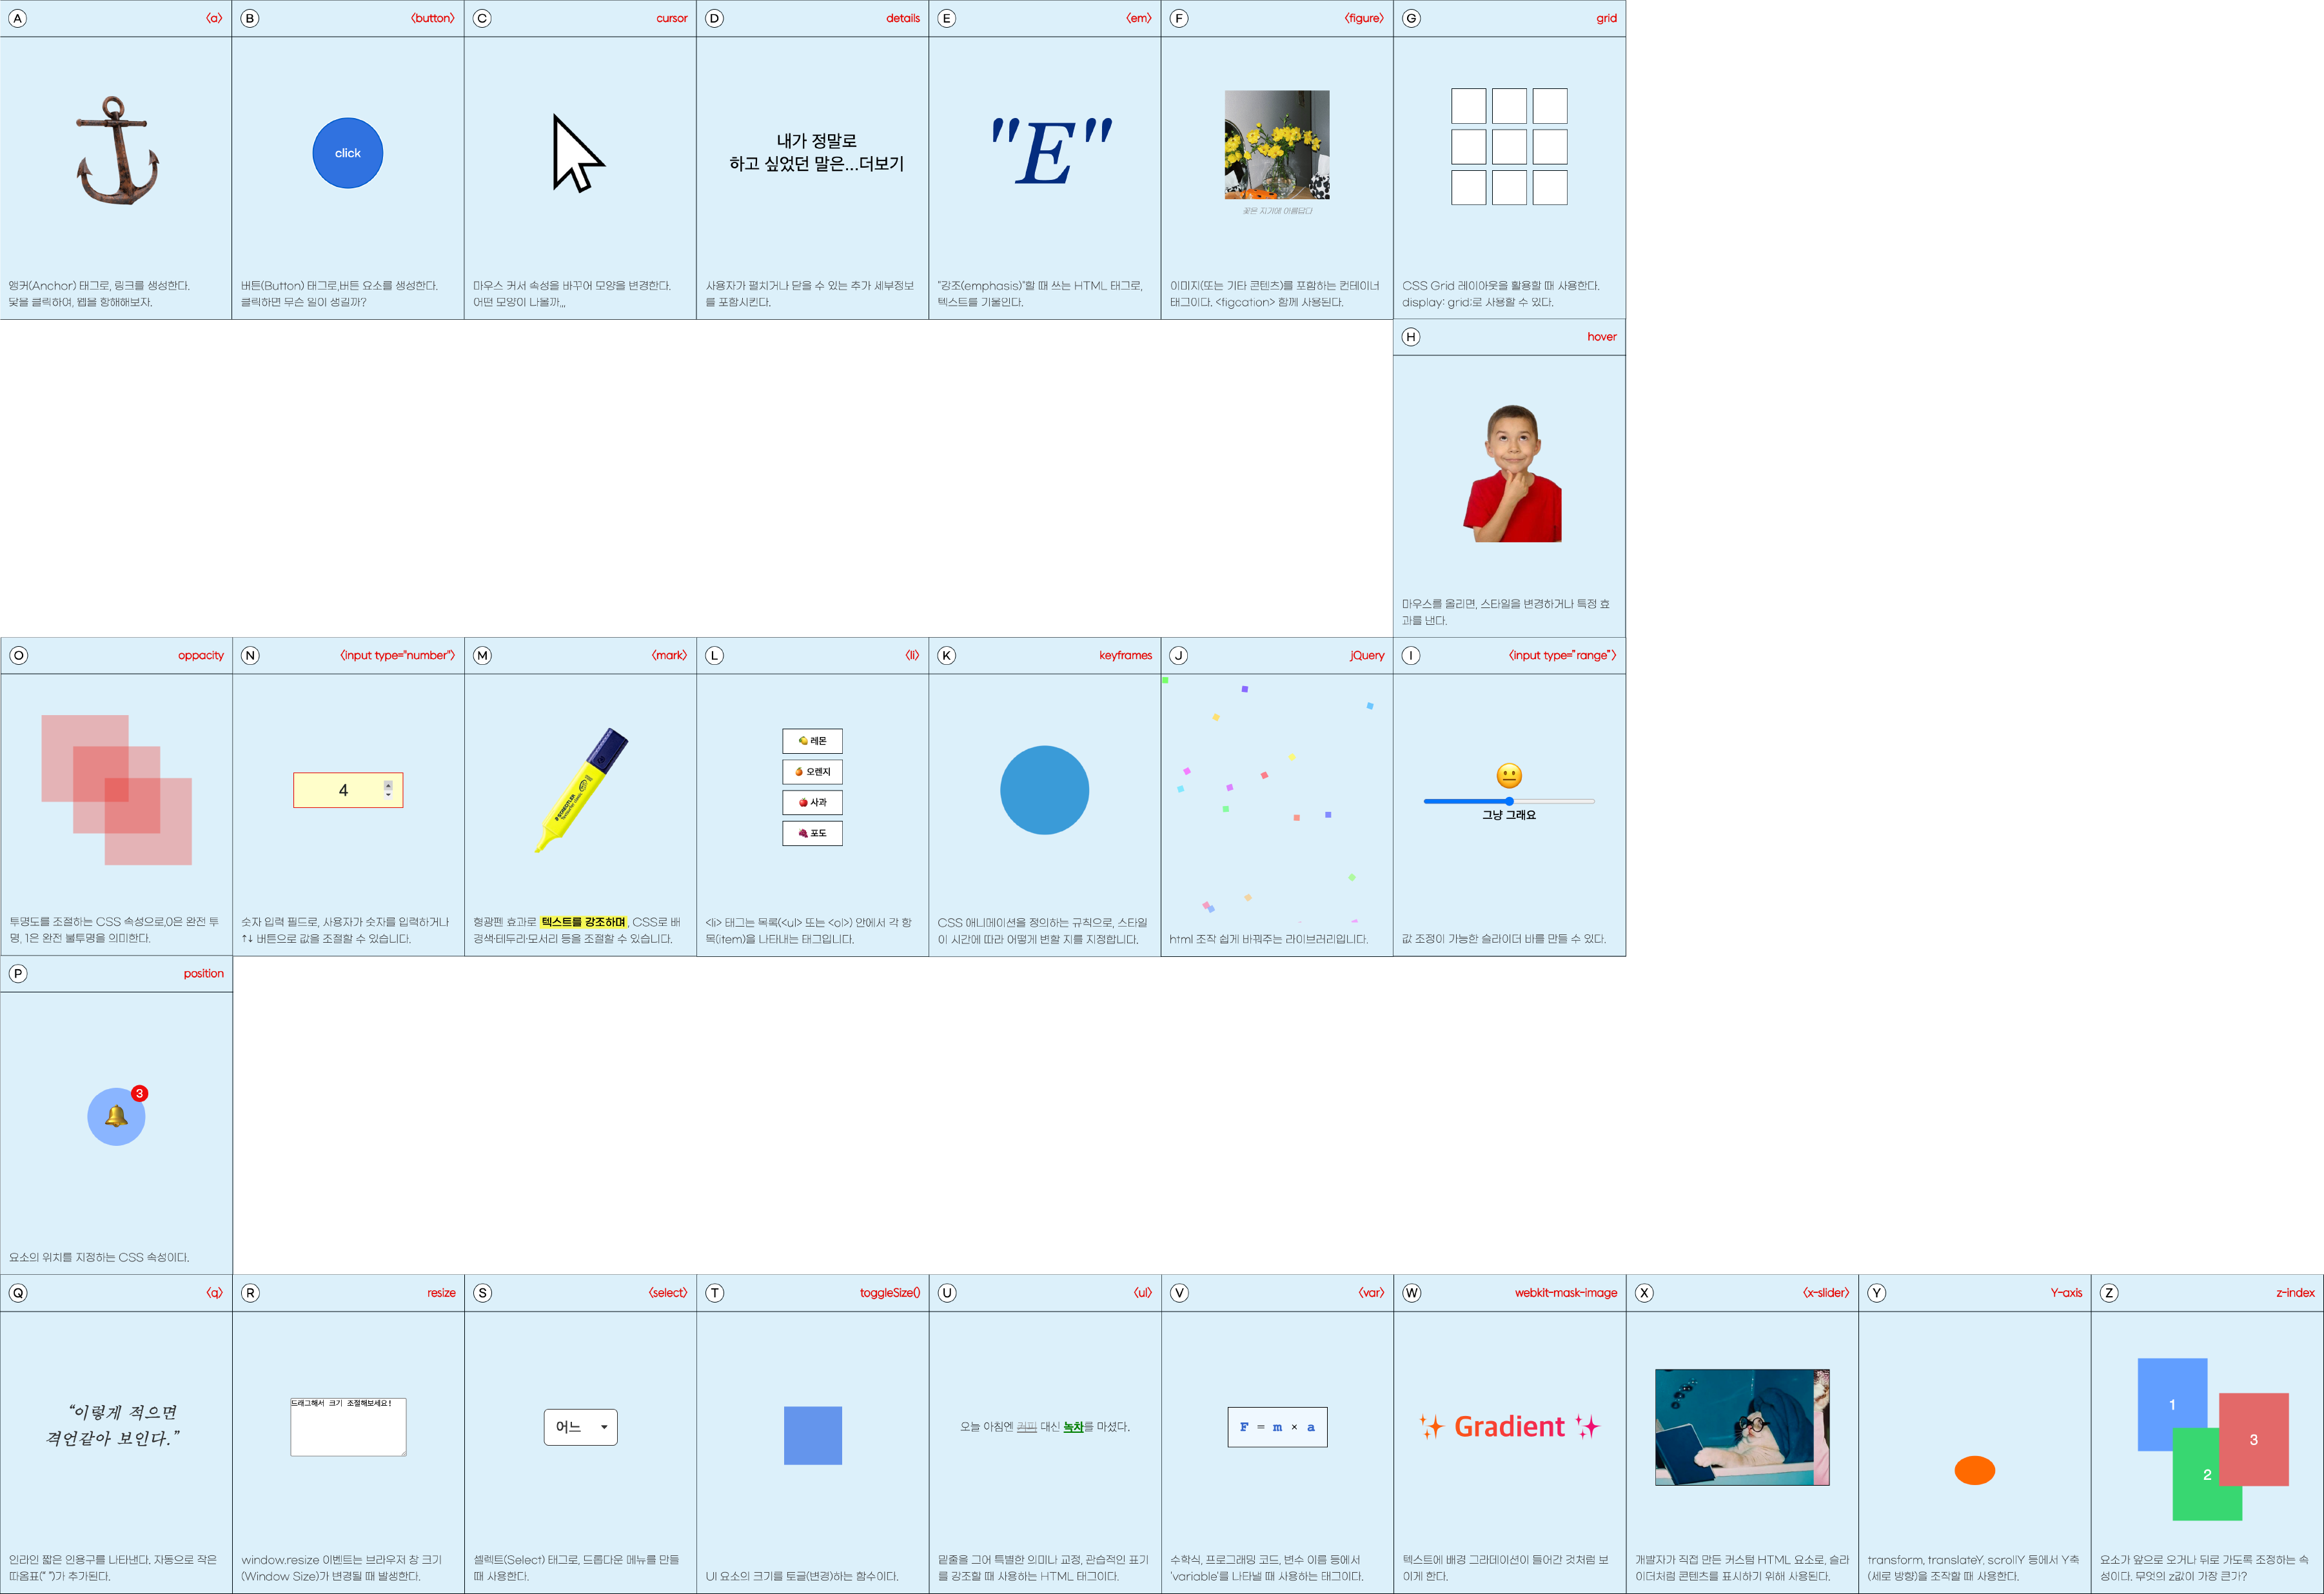 A <a>
앵커(Anchor) 태그로, 링크를 생성한다.
닻을 클릭하여, 웹을 항해해보자.
B <button>
click
버튼(Button) 태그로,버튼 요소를 생성한다.
클릭하면 무슨 일이 생길까?
C cursor
마우스 커서 속성을 바꾸어 모양을 변경한다.
어떤 모양이 나올까,,,
D details
내가 정말로
하고 싶었던 말은...더보기
사용자가 펼치거나 닫을 수 있는 추가 세부정보
를 포함시킨다.
E <em>
"E"
"강조(emphasis)"할 때 쓰는 HTML 태그로,
텍스트를 기울인다.
F <figure>
꽃은 지기에 아름답다
이미지(또는 기타 콘텐츠)를 포함하는 컨테이너
태그이다. <figcation> 함께 사용된다.
G grid
CSS Grid 레이아웃을 활용할 때 사용한다.
display: grid;로 사용할 수 있다.
H hover
마우스를 올리면, 스타일을 변경하거나 특정 효
과를 낸다.
O oppacity
투명도를 조절하는 CSS 속성으로,0은 완전 투
명, 1은 완전 불투명을 의미한다.
N <input type="number">
4
숫자 입력 필드로, 사용자가 숫자를 입력하거나
↑↓ 버튼으로 값을 조절할 수 있습니다.
M <mark>
STAEDTLER
형광펜 효과로 텍스트를 강조하며, CSS로 배
경색·테두리·모서리 등을 조절할 수 있습니다.
L <li>
🍋 레몬
🍊 오렌지
🍎 사과
🍇 포도
<li> 태그는 목록(<ul> 또는 <ol>) 안에서 각 항
목(item)을 나타내는 태그입니다.
K keyframes
CSS 애니메이션을 정의하는 규칙으로, 스타일
이 시간에 따라 어떻게 변할 지를 지정합니다.
J jQuery
html 조작 쉽게 바꿔주는 라이브러리입니다.
I <input type="range">
그냥 그래요
값 조정이 가능한 슬라이더 바를 만들 수 있다.
P position
3
요소의 위치를 지정하는 CSS 속성이다.
Q <q>
“이렇게 적으면
격언같아 보인다.”
인라인 짧은 인용구를 나타낸다. 자동으로 작은
따옴표(“ ”)가 추가된다.
R resize
드래그해서 크기 조절해보세요!
window.resize 이벤트는 브라우저 창 크기
(Window Size)가 변경될 때 발생한다.
S <select>
어느
셀렉트(Select) 태그로, 드롭다운 메뉴를 만들
때 사용한다.
T toggleSize()
UI 요소의 크기를 토글(변경)하는 함수이다.
U <ul>
오늘 아침엔 커피 대신 녹차를 마셨다.
밑줄을 그어 특별한 의미나 교정, 관습적인 표기
를 강조할 때 사용하는 HTML 태그이다.
V <var>
F = m × a
수학식, 프로그래밍 코드, 변수 이름 등에서
'variable'를 나타낼 때 사용하는 태그이다.
W webkit-mask-image
✨ Gradient ✨
텍스트에 배경 그라데이션이 들어간 것처럼 보
이게 한다.
X <x-slider>
개발자가 직접 만든 커스텀 HTML 요소로, 슬라
이더처럼 콘텐츠를 표시하기 위해 사용된다.
Y Y-axis
transform, translateY, scrollY 등에서 Y축
(세로 방향)을 조작할 때 사용한다.
Z z-index
1
2
3
요소가 앞으로 오거나 뒤로 가도록 조정하는 속
성이다. 무엇의 z값이 가장 큰가?